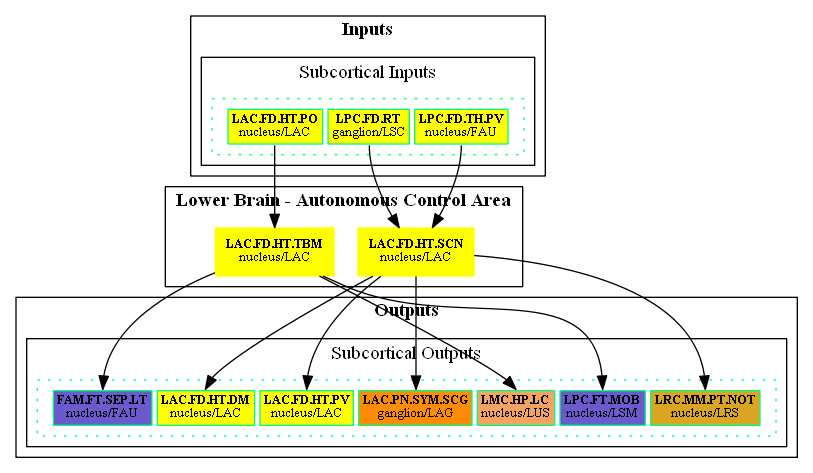 Inputs
Subcortical Inputs
LAC.FD.HT.PO
nucleus/LAC
LPC.FD.RT
ganglion/LSC
LPC.FD.TH.PV
nucleus/FAU
Lower Brain - Autonomous Control Area
LAC.FD.HT.TBM
nucleus/LAC
LAC.FD.HT.SCN
nucleus/LAC
Outputs
Subcortical Outputs
FAM.FT.SEP.LT
nucleus/FAU
LAC.FD.HT.DM
nucleus/LAC
LAC.FD.HT.PV
nucleus/LAC
LAC.PN.SYM.SCG
ganglion/LAG
LMC.HP.LC
nucleus/LUS
LPC.FT.MOB
nucleus/LSM
LRC.MM.PT.NOT
nucleus/LRS